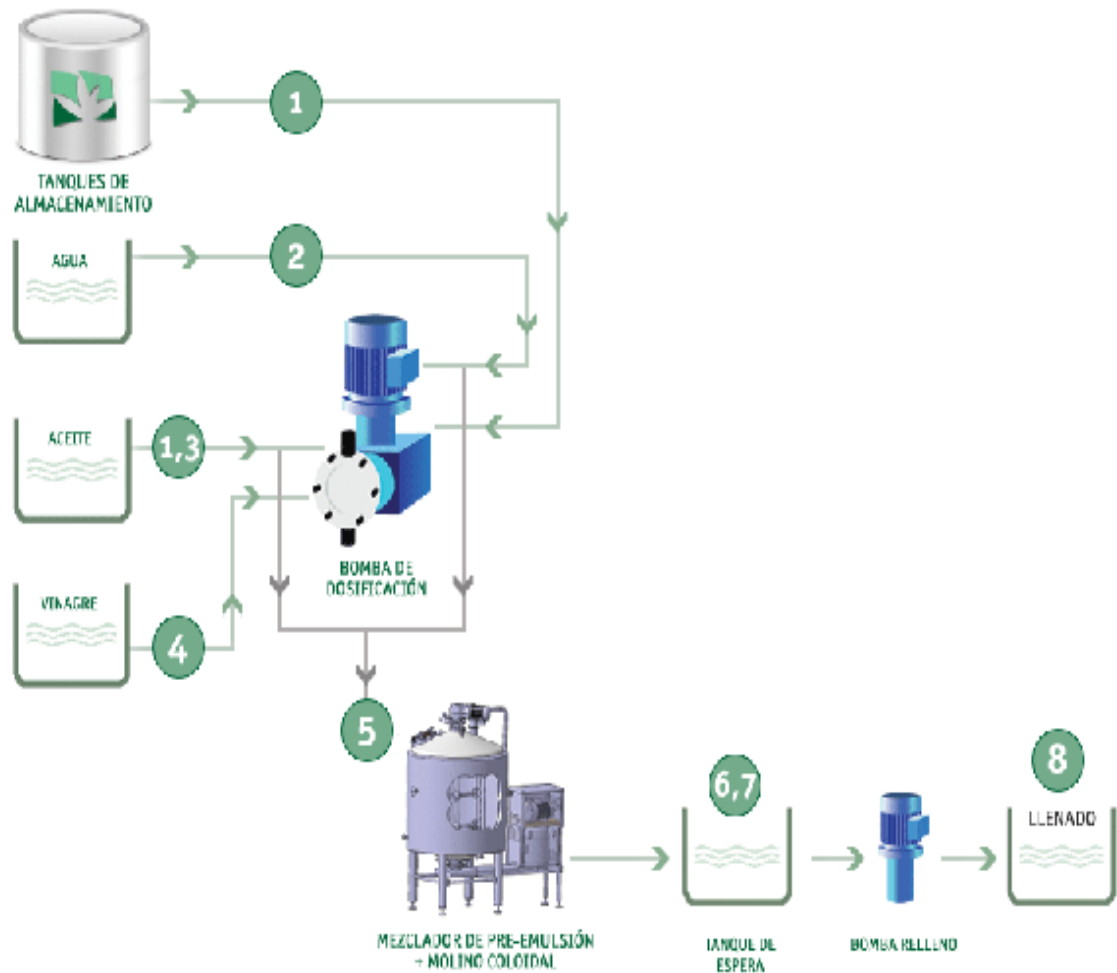 1
TANQUES DE
ALMACENAMIENTO
AGUA
2
ACEITE
1,3
BOMBA DE
DOSIFICACIÓN
VINAGRE
4
5
6,7
8
LLENADO
MEZCLADOR DE PRE-EMULSIÓN
+ MOLINO COLOIDAL
TANQUE DE
ESPERA
BOMBA RELLENO